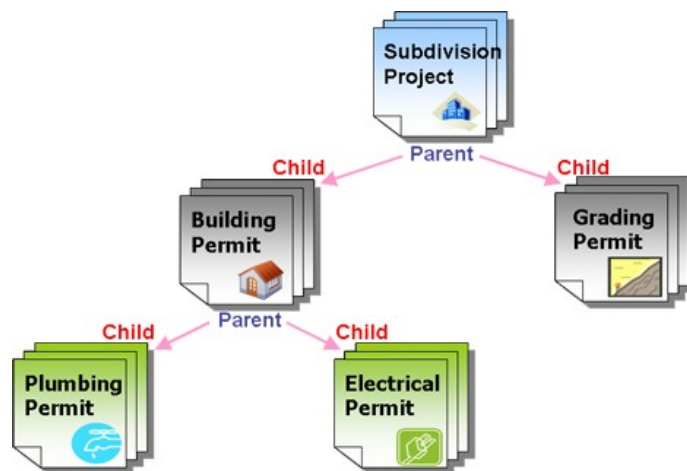 Subdivision
Project
Parent
Child
Child
Building
Permit
Grading
Permit
Parent
Child
Child
Plumbing
Permit
Electrical
Permit